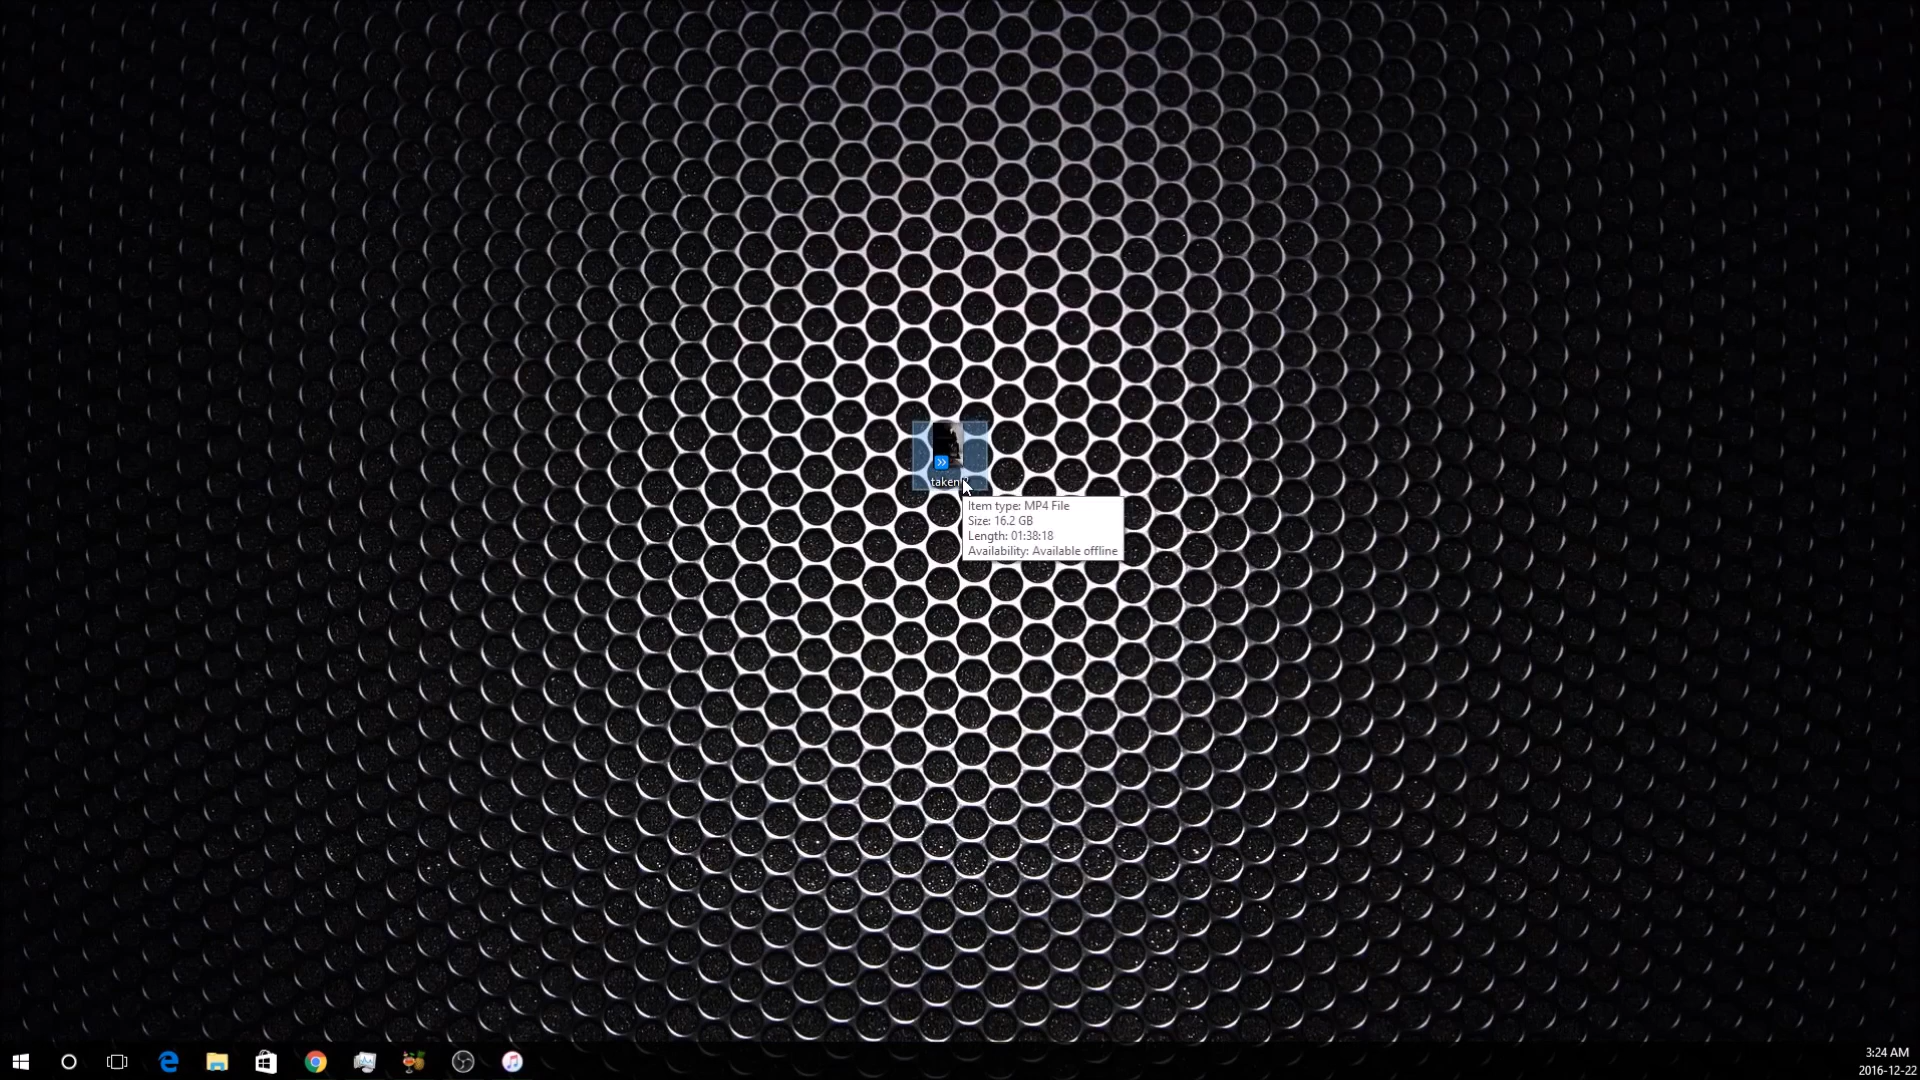 taken
Item type: MP4 File
Size: 16.2 GB
Length: 01:38:18
Availability: Available offline
3:24 AM
2016-12-22